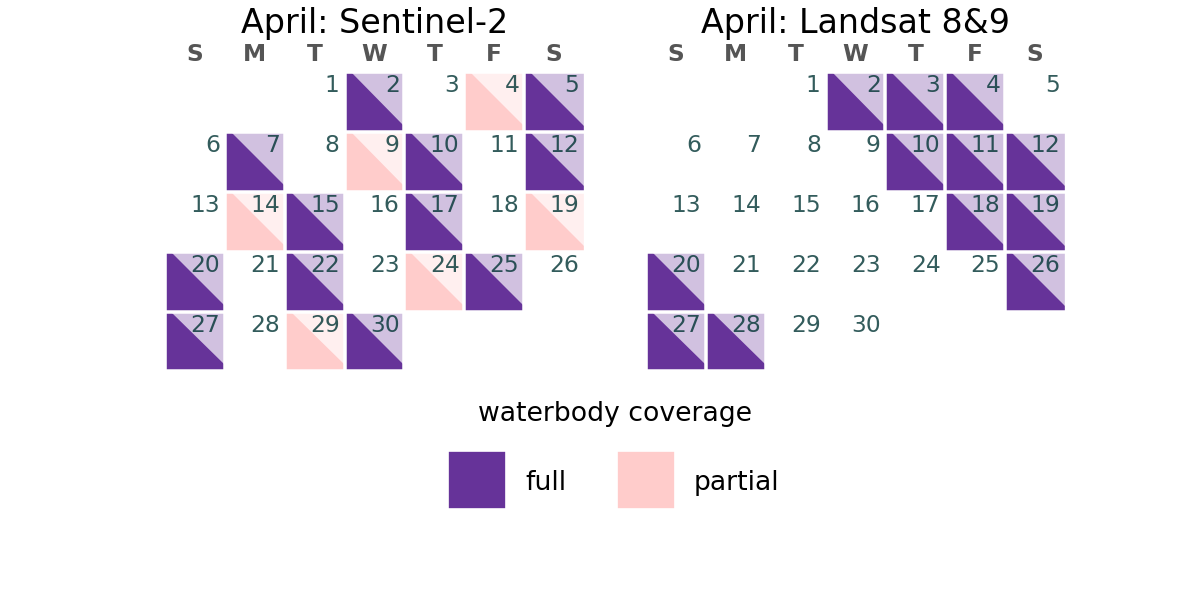 April: Sentinel-2
S M T W T F S
1 2 3 4 5
6 7 8 9 10 11 12
13 14 15 16 17 18 19
20 21 22 23 24 25 26
27 28 29 30
April: Landsat 8&9
S M T W T F S
1 2 3 4 5
6 7 8 9 10 11 12
13 14 15 16 17 18 19
20 21 22 23 24 25 26
27 28 29 30
waterbody coverage
full partial